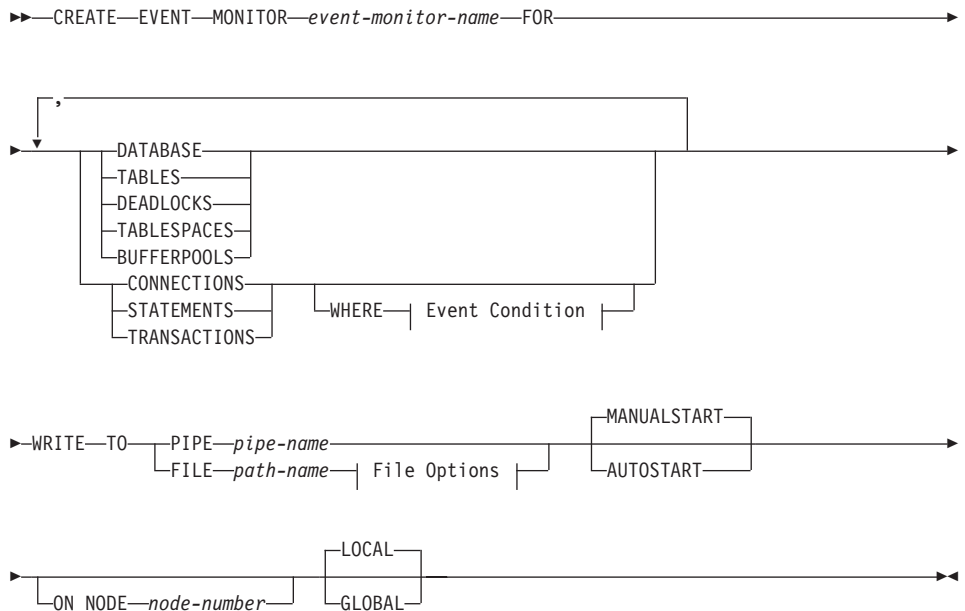 CREATE EVENT MONITOR event-monitor-name FOR
,
DATABASE
TABLES
DEADLOCKS
TABLESPACES
BUFFERPOOLS
CONNECTIONS
STATEMENTS
TRANSACTIONS
WHERE Event Condition
MANUALSTART
WRITE TO PIPE pipe-name
FILE path-name File Options
AUTOSTART
LOCAL
ON NODE node-number
GLOBAL